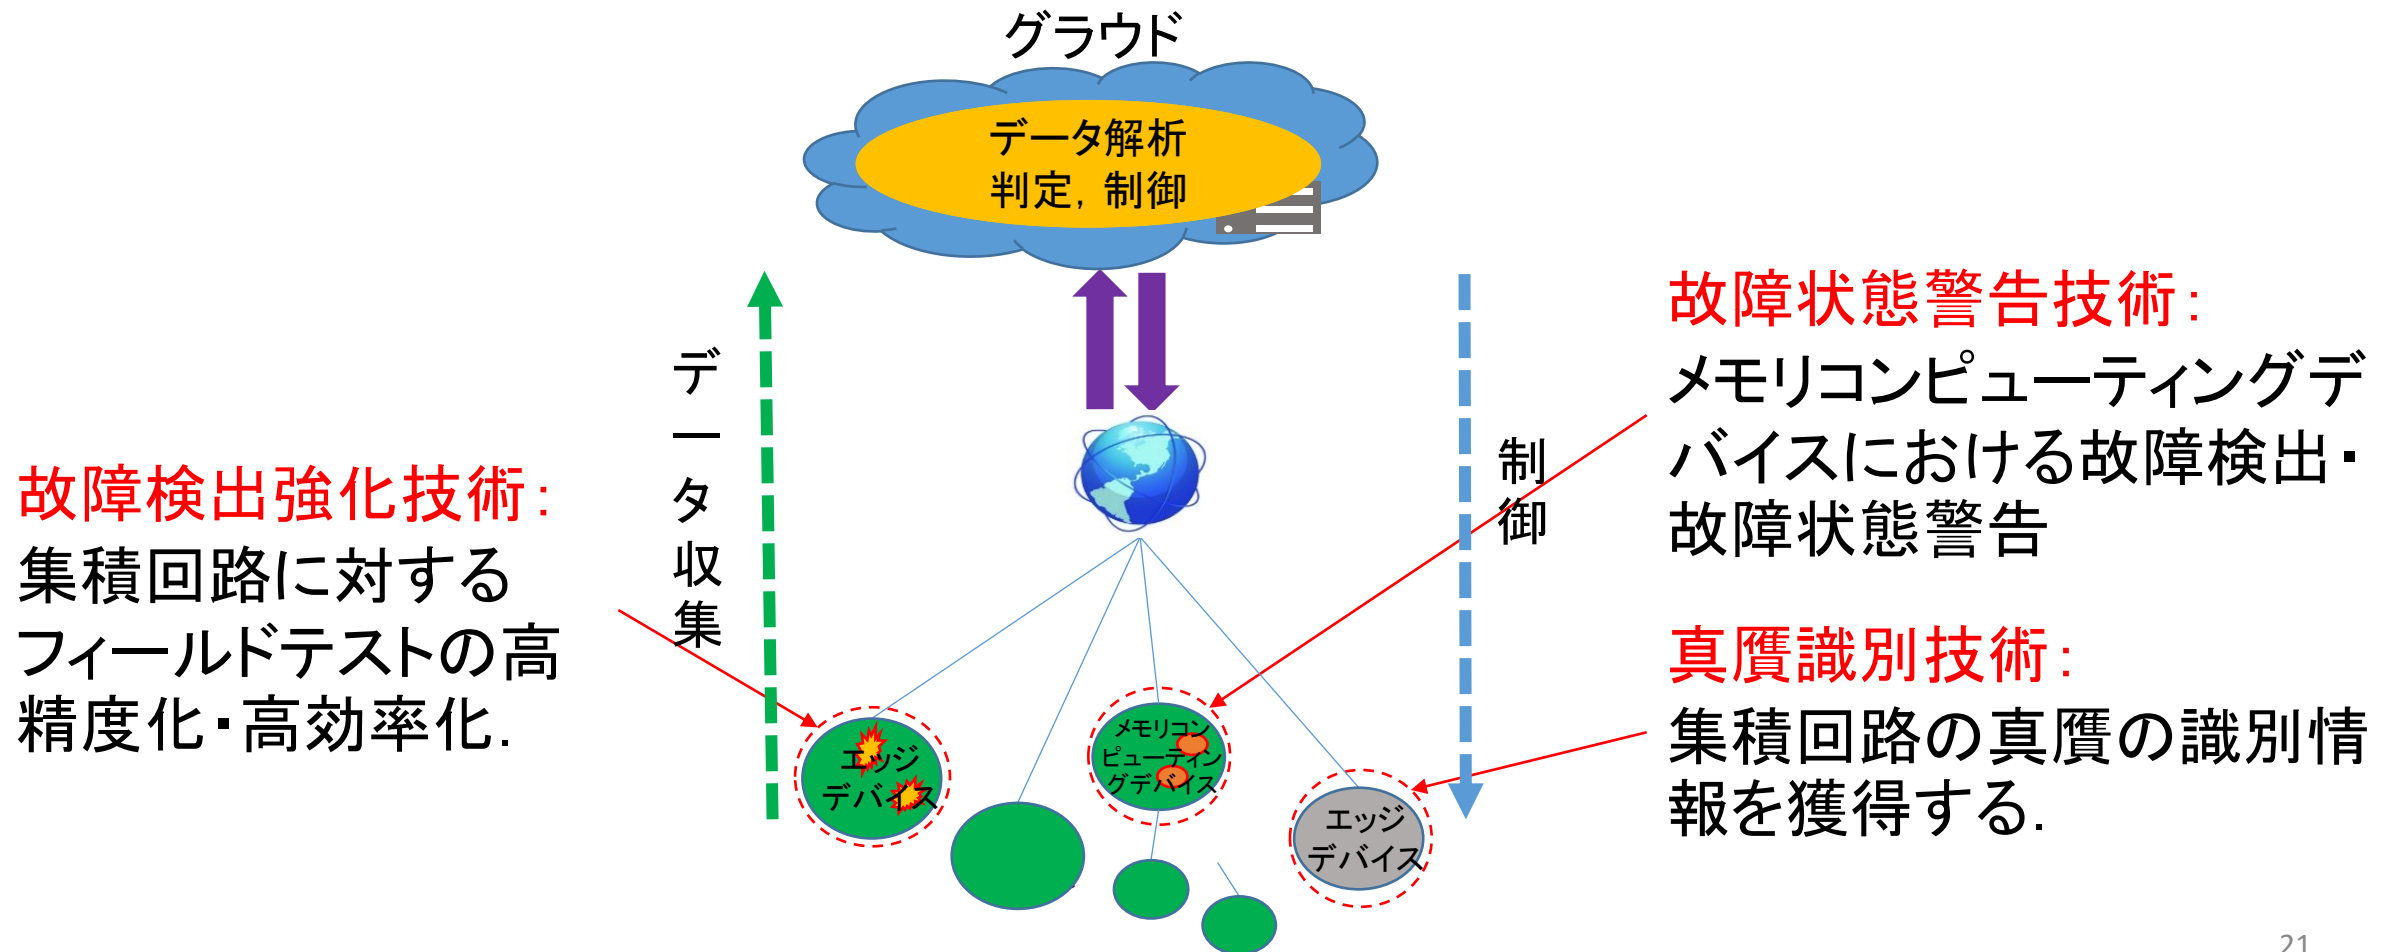 グラウド
データ解析
判定，制御
データ収集
制御
故障検出強化技術：
集積回路に対する
フィールドテストの高
精度化・高効率化．
故障状態警告技術：
メモリコンピューティングデ
バイスにおける故障検出・
故障状態警告
真贋識別技術：
集積回路の真贋の識別情
報を獲得する．
エッジ
デバイス
メモリコン
ピューティン
グデバイス
エッジ
デバイス
21